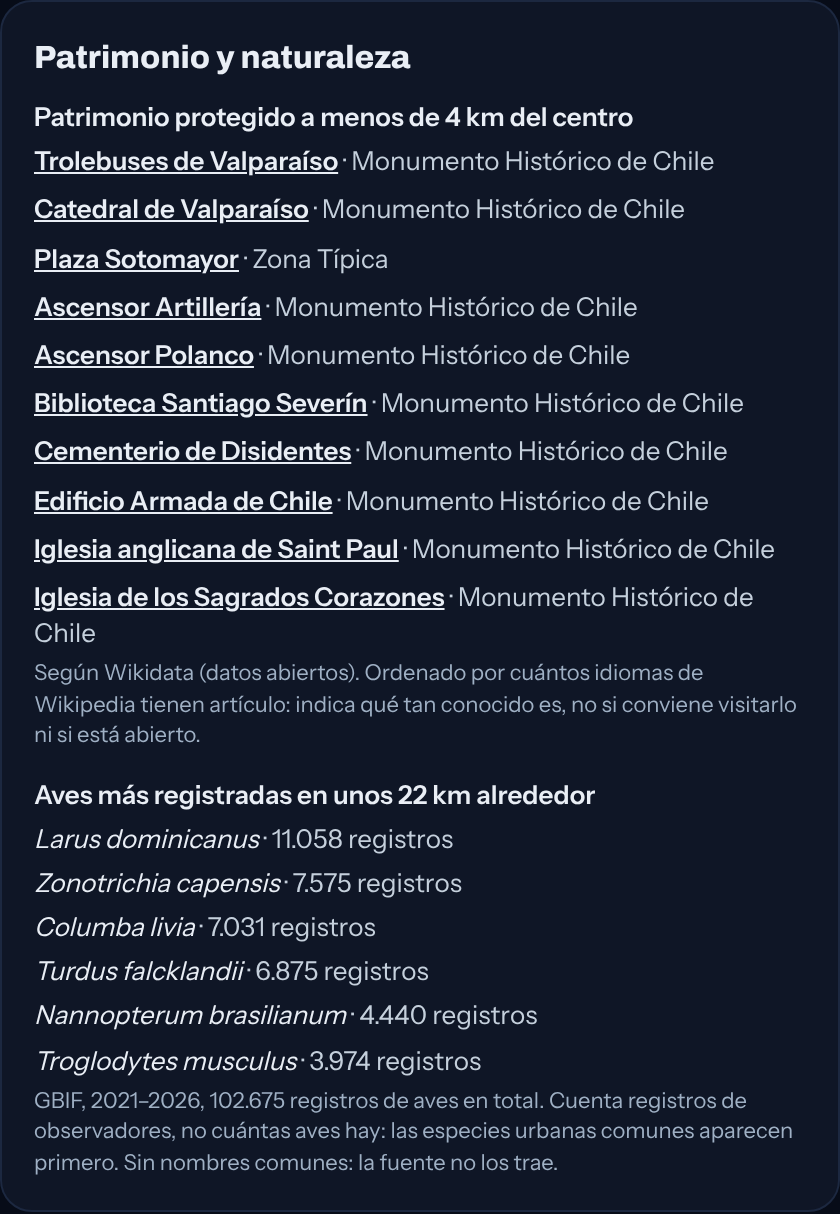 Patrimonio y naturaleza
Patrimonio protegido a menos de 4 km del centro
Trolebuses de Valparaíso · Monumento Histórico de Chile
Catedral de Valparaíso · Monumento Histórico de Chile
Plaza Sotomayor · Zona Típica
Ascensor Artillería · Monumento Histórico de Chile
Ascensor Polanco · Monumento Histórico de Chile
Biblioteca Santiago Severín · Monumento Histórico de Chile
Cementerio de Disidentes · Monumento Histórico de Chile
Edificio Armada de Chile · Monumento Histórico de Chile
Iglesia anglicana de Saint Paul · Monumento Histórico de Chile
Iglesia de los Sagrados Corazones · Monumento Histórico de
Chile
Según Wikidata (datos abiertos). Ordenado por cuántos idiomas de
Wikipedia tienen artículo: indica qué tan conocido es, no si conviene visitarlo
ni si está abierto.
Aves más registradas en unos 22 km alrededor
Larus dominicanus · 11.058 registros
Zonotrichia capensis · 7.575 registros
Columba livia · 7.031 registros
Turdus falcklandii · 6.875 registros
Nannopterum brasilianum · 4.440 registros
Troglodytes musculus · 3.974 registros
GBIF, 2021–2026, 102.675 registros de aves en total. Cuenta registros de
observadores, no cuántas aves hay: las especies urbanas comunes aparecen
primero. Sin nombres comunes: la fuente no los trae.